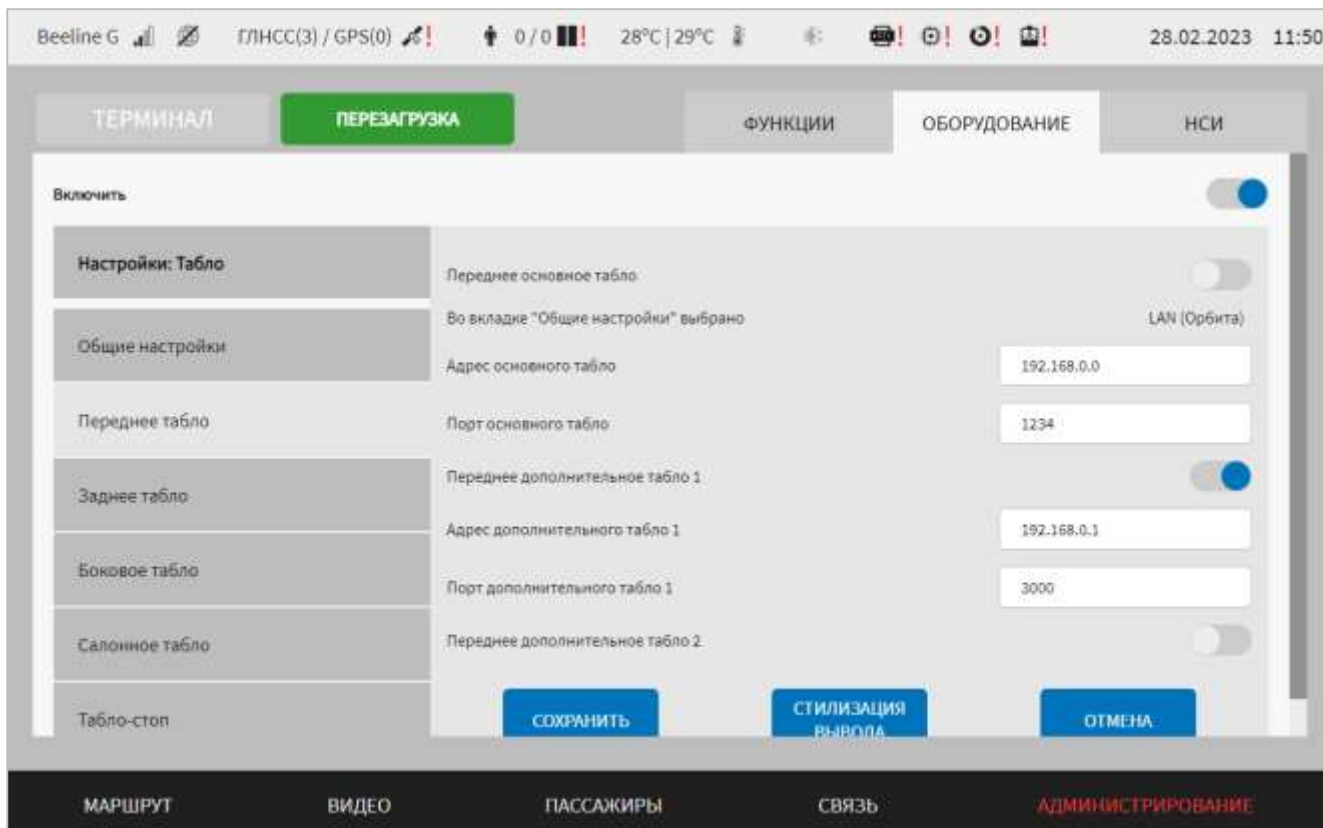 Beeline G ГЛНСС(3) / GPS(0) ! 0 / 0 ! 28°C | 29°C ! ! ! ! 28.02.2023 11:50
ТЕРМИНАЛ ПЕРЕЗАГРУЗКА ФУНКЦИИ ОБОРУДОВАНИЕ НСИ
Включить
Настройки: Табло
Общие настройки
Переднее табло
Заднее табло
Боковое табло
Салонное табло
Табло-стоп
Переднее основное табло
Во вкладке "Общие настройки" выбрано LAN (Орбита)
Адрес основного табло 192.168.0.0
Порт основного табло 1234
Переднее дополнительное табло 1
Адрес дополнительного табло 1 192.168.0.1
Порт дополнительного табло 1 3000
Переднее дополнительное табло 2
СОХРАНИТЬ СТИЛИЗАЦИЯ ВЫВОДА ОТМЕНА
МАРШРУТ ВИДЕО ПАССАЖИРЫ СВЯЗЬ АДМИНИСТРИРОВАНИЕ